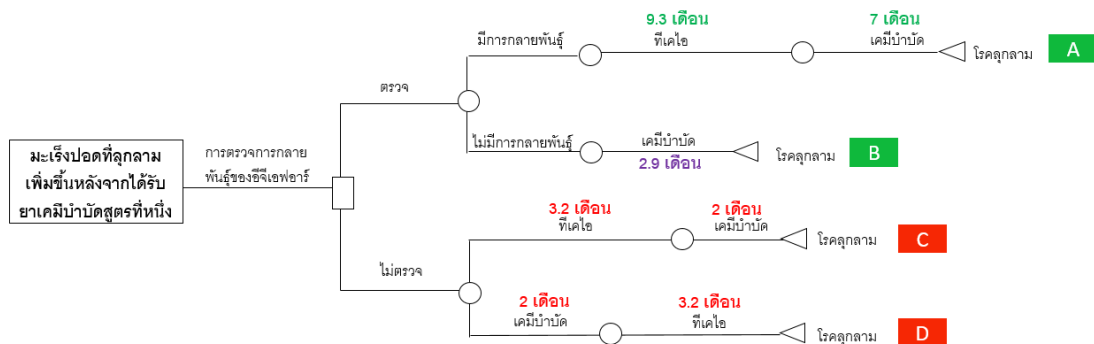 9.3 เดือน
7 เดือน
มีการกลายพันธุ์
ทีเคไอ
เคมีบำบัด
โรคลุกลาม
A
ตรวจ
มะเร็งปอดที่ลุกลาม
เพิ่มขึ้นหลังจากได้รับ
ยาเคมีบำบัดสูตรที่หนึ่ง
การตรวจการกลาย
พันธุ์ของอีจีเอฟอาร์
ไม่มีการกลายพันธุ์
เคมีบำบัด
2.9 เดือน
โรคลุกลาม
B
3.2 เดือน
2 เดือน
ทีเคไอ
เคมีบำบัด
โรคลุกลาม
C
ไม่ตรวจ
2 เดือน
3.2 เดือน
เคมีบำบัด
ทีเคไอ
โรคลุกลาม
D